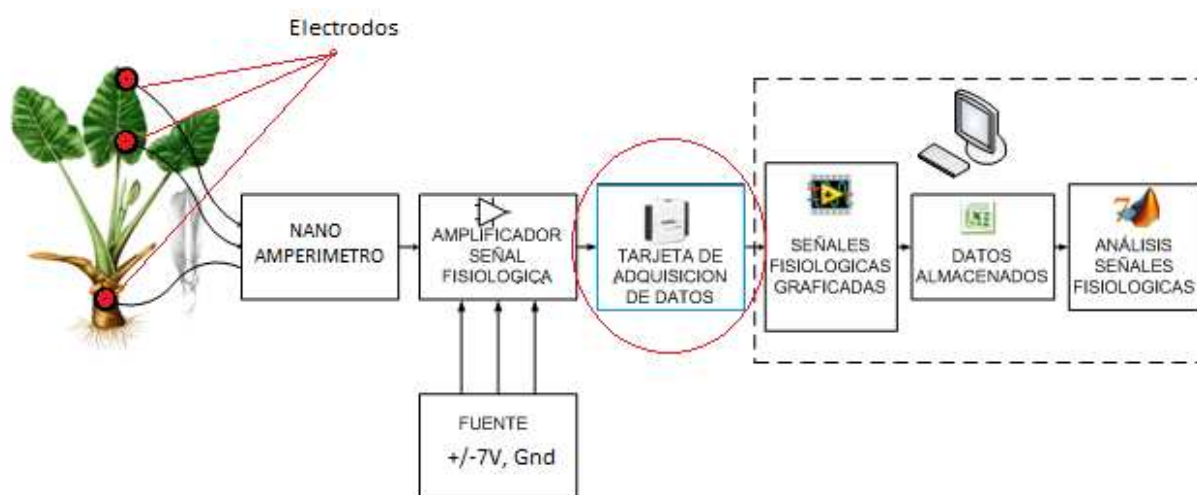 Electrodos
NANO
AMPERIMETRO
AMPLIFICADOR
SEÑAL
FISIOLOGICA
TARJETA DE
ADQUISICION
DE DATOS
SEÑALES
FISIOLOGICAS
GRAFICADAS
DATOS
ALMACENADOS
ANÁLISIS
SEÑALES
FISIOLOGICAS
FUENTE
+/-7V, Gnd